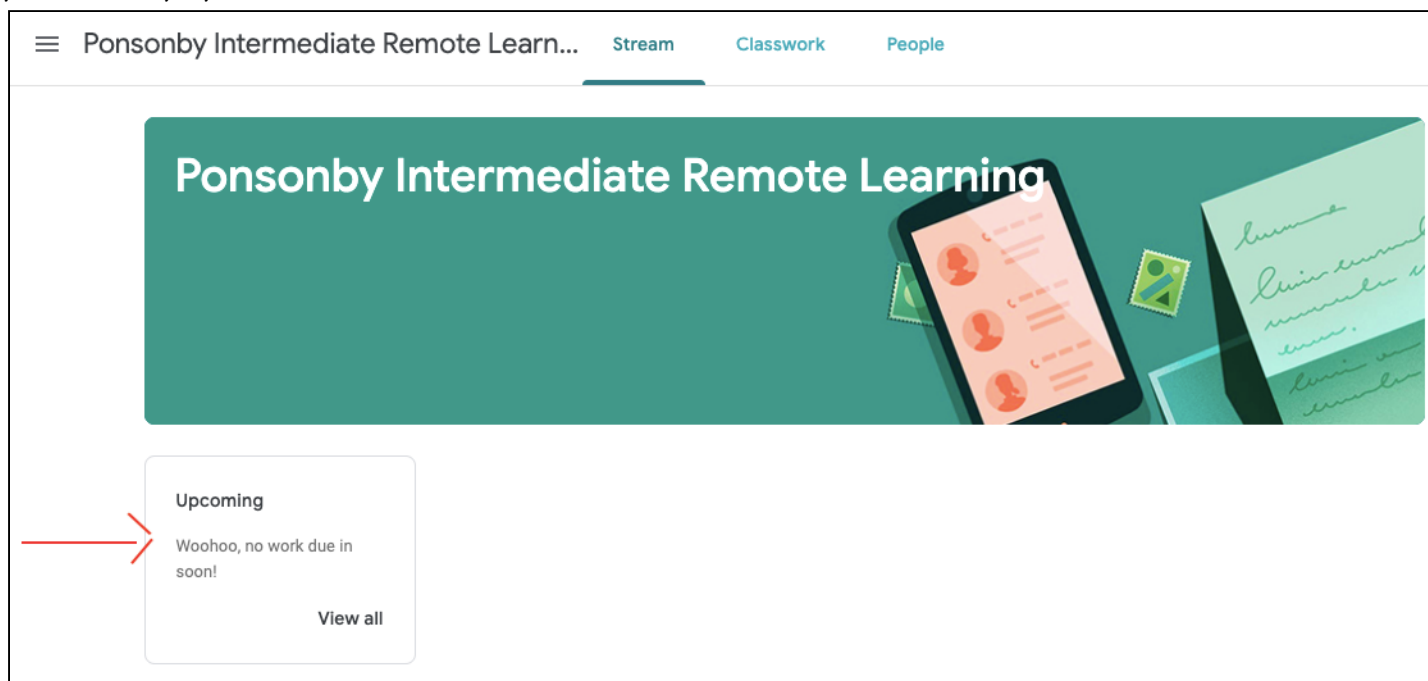 Ponsonby Intermediate Remote Learn... Stream Classwork People
Ponsonby Intermediate Remote Learning
Upcoming
Woohoo, no work due in
soon!
View all